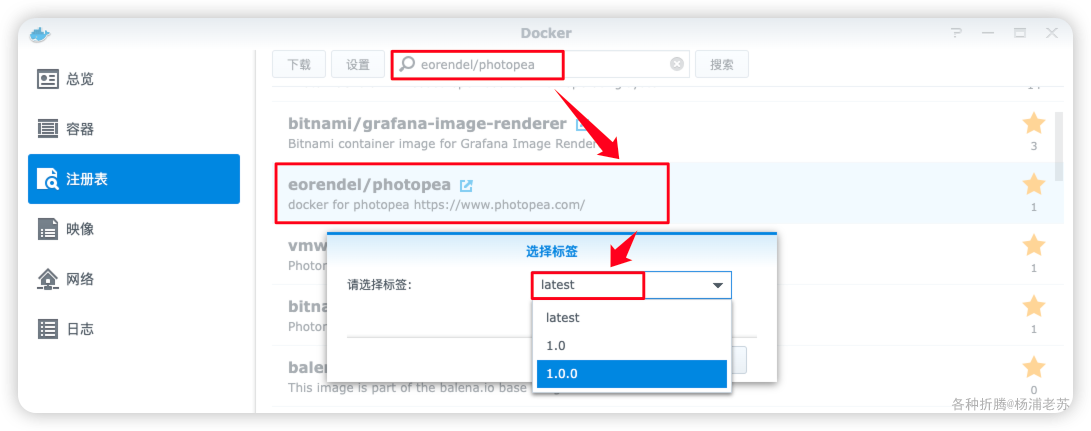 Docker
总览
容器
注册表
映像
网络
日志
下载
设置
eorendel/photopea
搜索
bitnami/grafana-image-renderer
Bitnami container image for Grafana Image Render
3
eorendel/photopea
docker for photopea https://www.photopea.com/
1
vmw
Photon
1
bitna
Photon
1
balen
This image is part of the balena.io base
0
选择标签
请选择标签:
latest
latest
1.0
1.0.0
各种折腾@杨浦老苏